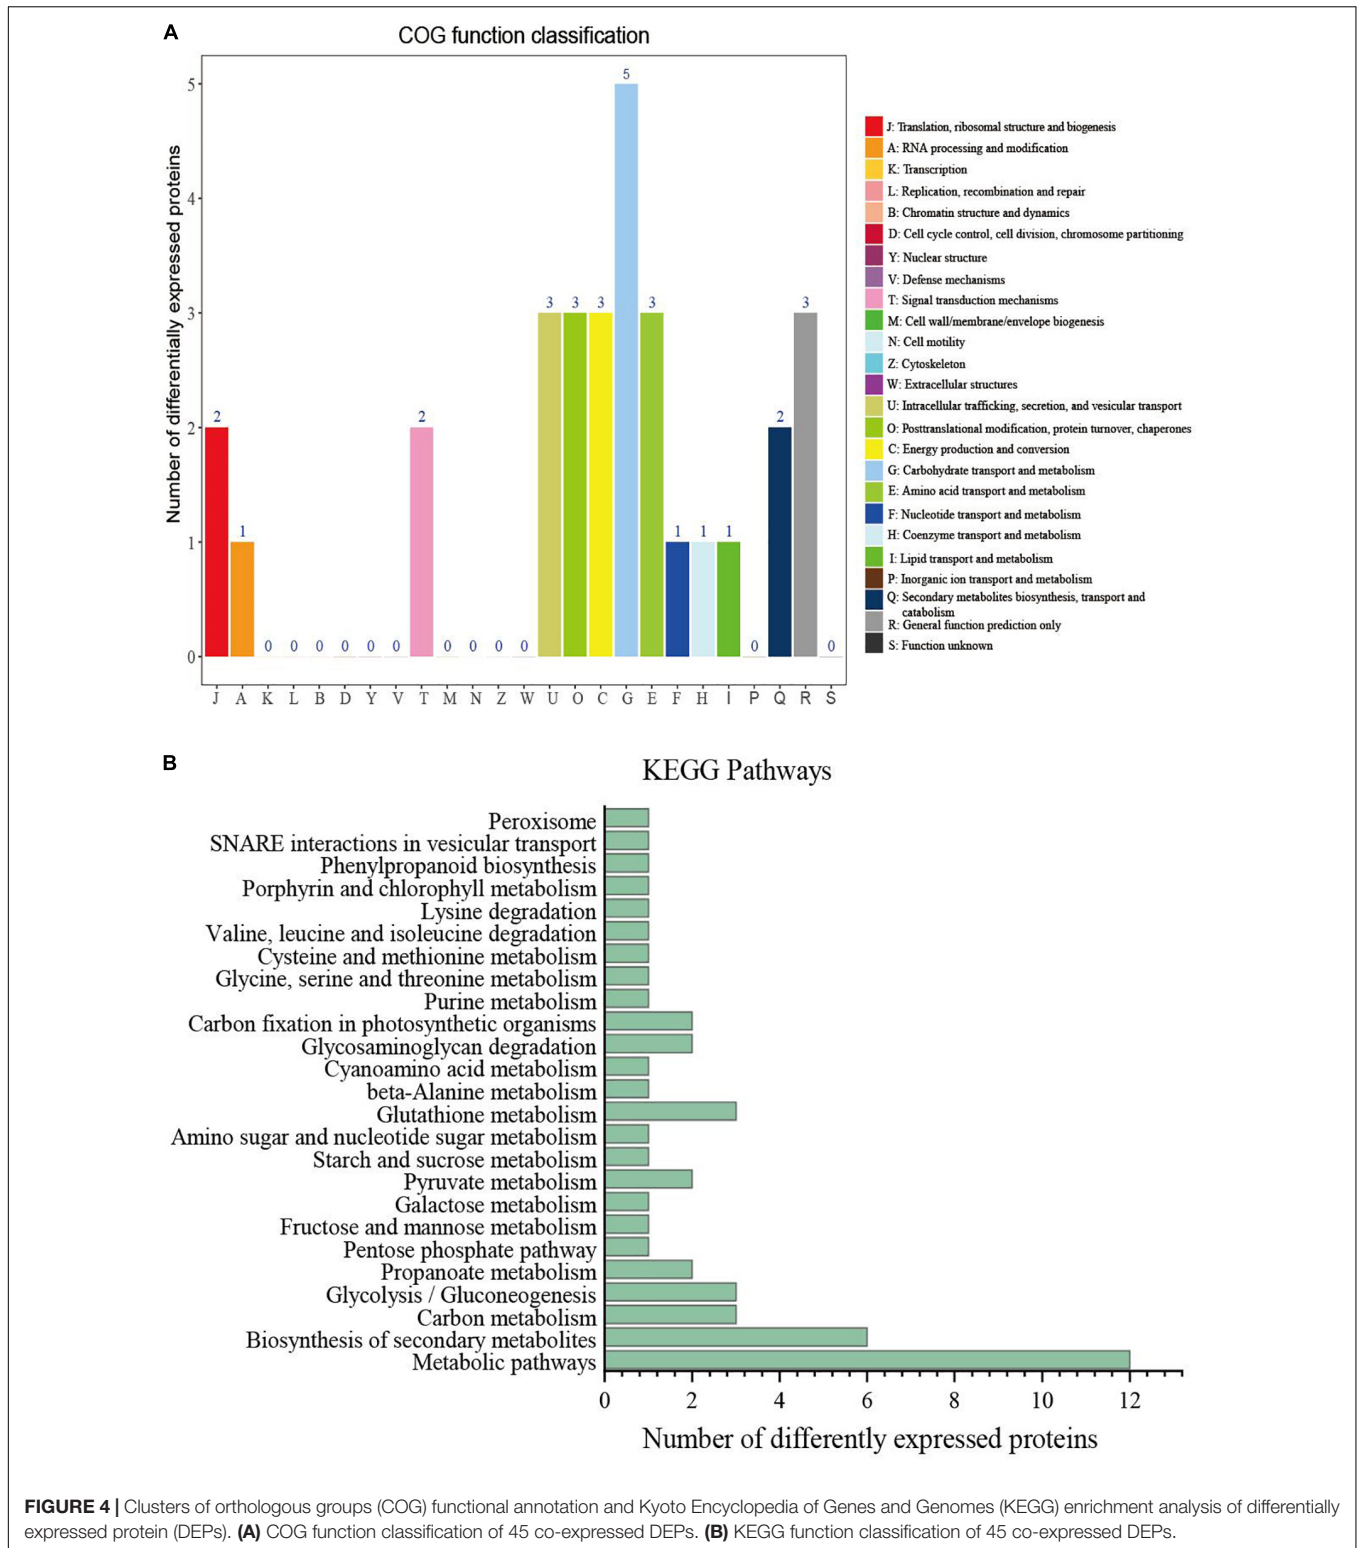 A
COG function classification
Number of differentially expressed proteins
5
4
3
2
1
0
2
1
0
0
0
0
0
0
2
0
0
0
0
3
3
3
5
3
1
1
1
0
2
3
0
J A K L B D Y V T M N Z W U O C G E F H I P Q R S
J: Translation, ribosomal structure and biogenesis
A: RNA processing and modification
K: Transcription
L: Replication, recombination and repair
B: Chromatin structure and dynamics
D: Cell cycle control, cell division, chromosome partitioning
Y: Nuclear structure
V: Defense mechanisms
T: Signal transduction mechanisms
M: Cell wall/membrane/envelope biogenesis
N: Cell motility
Z: Cytoskeleton
W: Extracellular structures
U: Intracellular trafficking, secretion, and vesicular transport
O: Posttranslational modification, protein turnover, chaperones
C: Energy production and conversion
G: Carbohydrate transport and metabolism
E: Amino acid transport and metabolism
F: Nucleotide transport and metabolism
H: Coenzyme transport and metabolism
I: Lipid transport and metabolism
P: Inorganic ion transport and metabolism
Q: Secondary metabolites biosynthesis, transport and
catabolism
R: General function prediction only
S: Function unknown
B
KEGG Pathways
Peroxisome
SNARE interactions in vesicular transport
Phenylpropanoid biosynthesis
Porphyrin and chlorophyll metabolism
Lysine degradation
Valine, leucine and isoleucine degradation
Cysteine and methionine metabolism
Glycine, serine and threonine metabolism
Purine metabolism
Carbon fixation in photosynthetic organisms
Glycosaminoglycan degradation
Cyanoamino acid metabolism
beta-Alanine metabolism
Glutathione metabolism
Amino sugar and nucleotide sugar metabolism
Starch and sucrose metabolism
Pyruvate metabolism
Galactose metabolism
Fructose and mannose metabolism
Pentose phosphate pathway
Propanoate metabolism
Glycolysis / Gluconeogenesis
Carbon metabolism
Biosynthesis of secondary metabolites
Metabolic pathways
0 2 4 6 8 10 12
Number of differently expressed proteins
FIGURE 4 | Clusters of orthologous groups (COG) functional annotation and Kyoto Encyclopedia of Genes and Genomes (KEGG) enrichment analysis of differentially
expressed protein (DEPs). (A) COG function classification of 45 co-expressed DEPs. (B) KEGG function classification of 45 co-expressed DEPs.